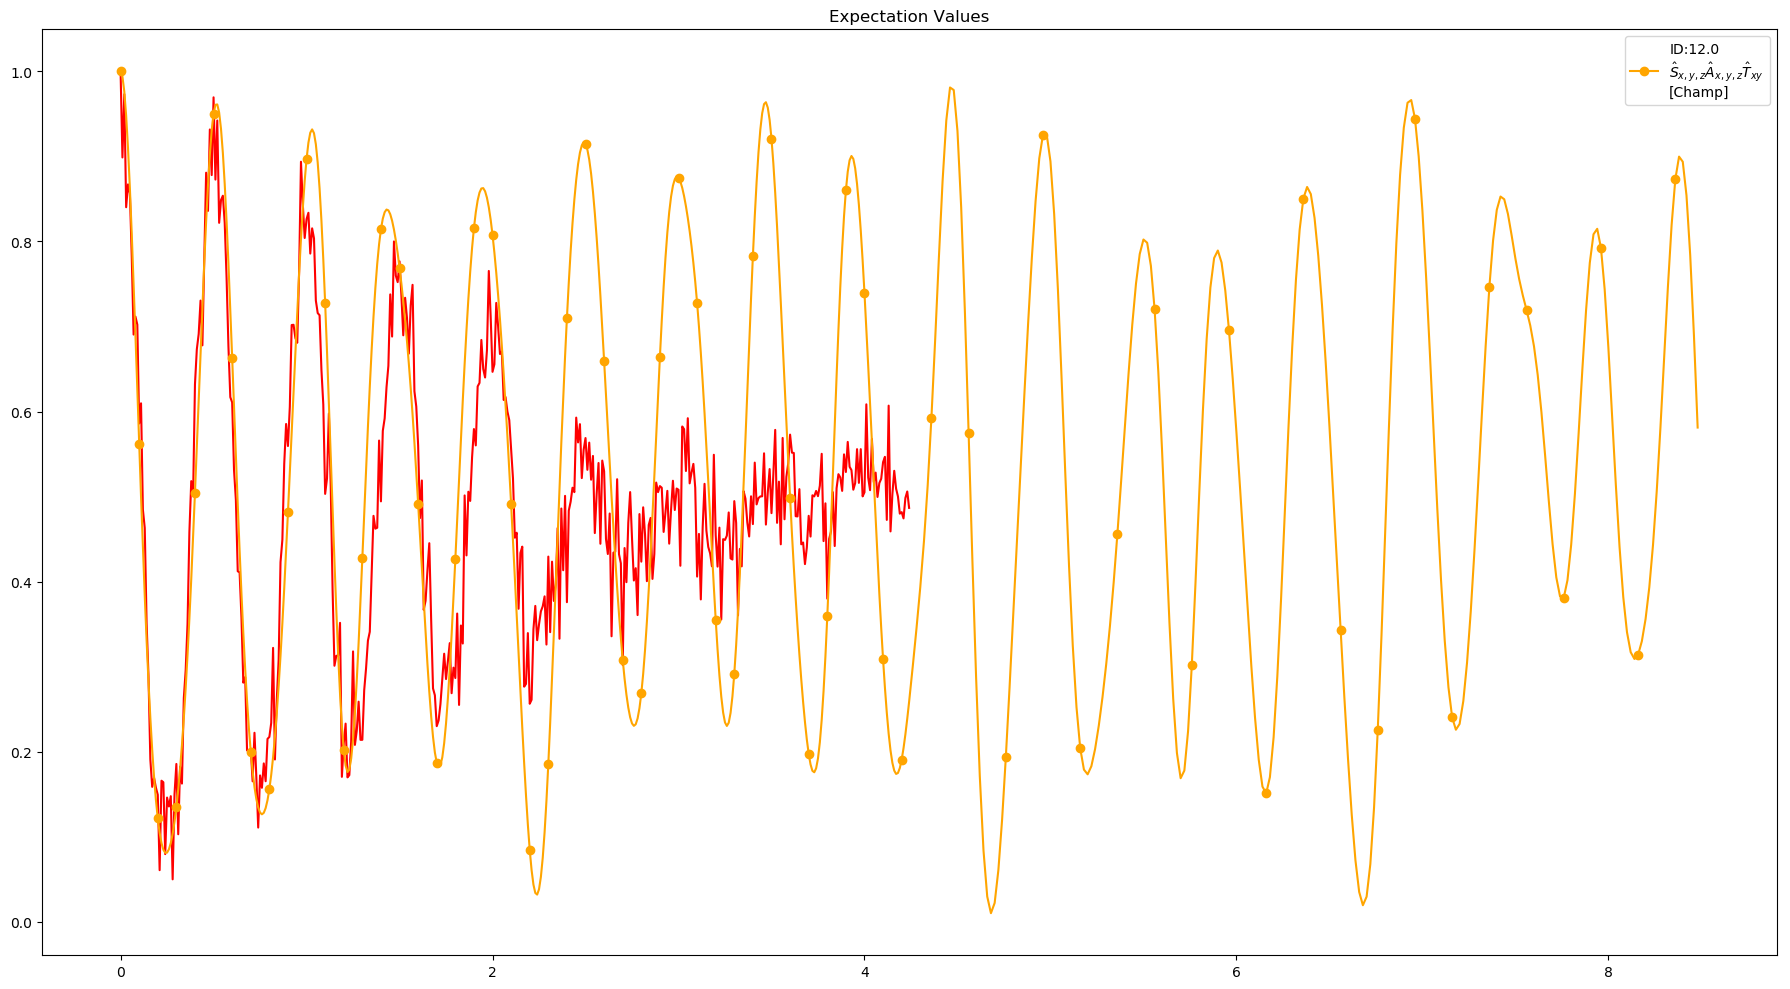 Expectation Values
ID:12.0
$\hat{S}_{x,y,z}\hat{A}_{x,y,z}\hat{T}_{xy}$
[Champ]
1.0
0.8
0.6
0.4
0.2
0.0
0 2 4 6 8